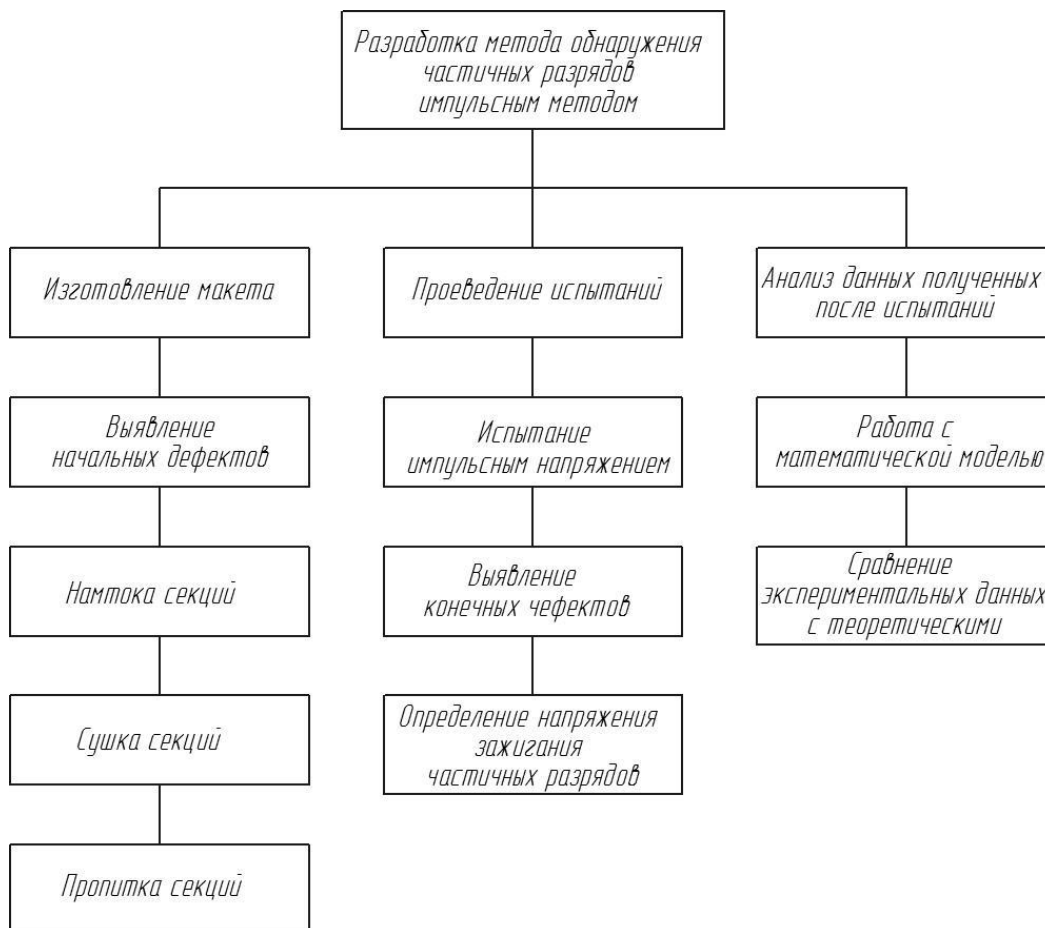 Разработка метода обнаружения
частичных разрядов
импульсным методом
Изготовление макета
Проеведение испытаний
Анализ данных полученных
после испытаний
Выявление
начальных дефектов
Испытание
импульсным напряжением
Работа с
математической моделью
Намтока секций
Выявление
конечных чефектов
Сравнение
экспериментальных данных
с теоретическими
Сушка секций
Определение напряжения
зажигания
частичных разрядов
Пропитка секций